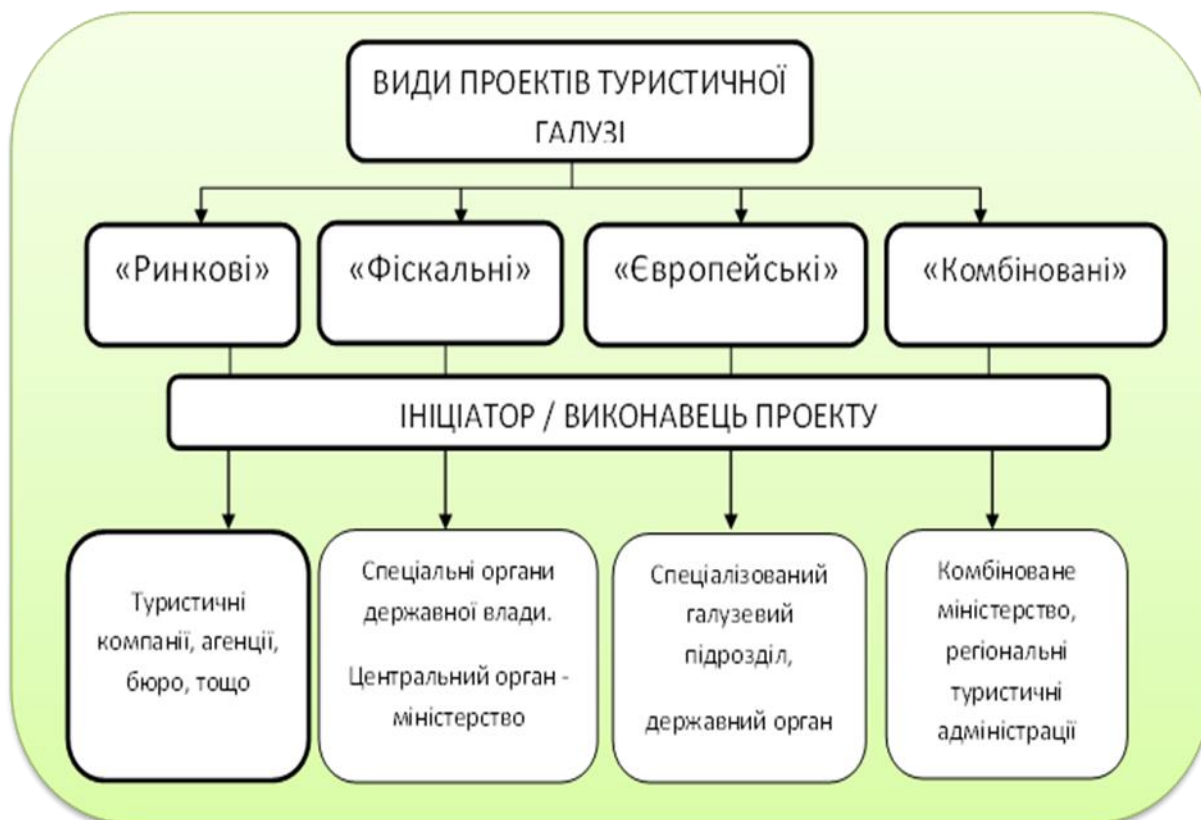 ВИДИ ПРОЕКТІВ ТУРИСТИЧНОЇ
ГАЛУЗІ
«Ринкові»
«Фіскальні»
«Європейські»
«Комбіновані»
ІНІЦІАТОР / ВИКОНАВЕЦЬ ПРОЕКТУ
Туристичні
компанії, агенції,
бюро, тощо
Спеціальні органи
державної влади.
Центральний орган -
міністерство
Спеціалізований
галузевий
підрозділ,
державний орган
Комбіноване
міністерство,
регіональні
туристичні
адміністрації